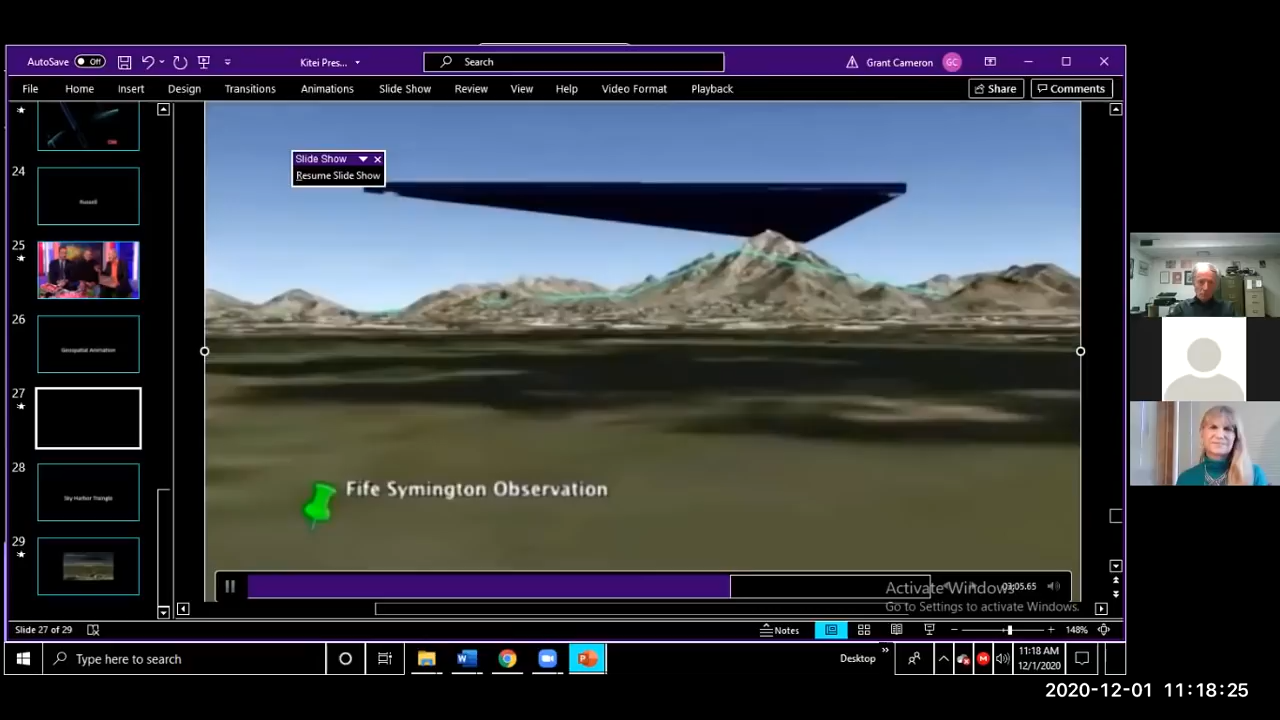 AutoSave Off Kitei Pres... Search Grant Cameron GC
File Home Insert Design Transitions Animations Slide Show Review View Help Video Format Playback Share Comments
Slide Show
Resume Slide Show
24
Russell
25
26
Geospatial Animation
27
28
Sky Harbor Triangle
29
Fife Symington Observation
03:05.65
Activate Windows
Go to Settings to activate Windows.
Slide 27 of 29 Notes 148%
Type here to search Desktop 11:18 AM
12/1/2020
2020-12-01 11:18:25